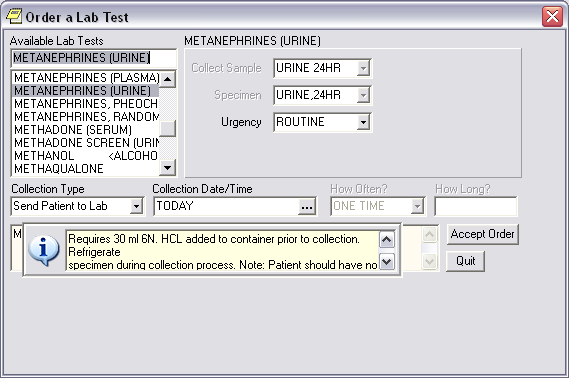 Order a Lab Test
Available Lab Tests
METANEPHRINES (URINE)
METANEPHRINES (PLASMA)
METANEPHRINES (URINE)
METANEPHRINES, PHEOCH
METANEPHRINES, RANDOM
METHADONE (SERUM)
METHADONE SCREEN (URIN
METHANOL <ALCOHO
METHAQUALONE
METANEPHRINES (URINE)
Collect Sample URINE 24HR
Specimen URINE,24HR
Urgency ROUTINE
Collection Type Collection Date/Time How Often? How Long?
Send Patient to Lab TODAY ... ONE TIME
M
Requires 30 ml 6N. HCL added to container prior to collection.
Refrigerate
specimen during collection process. Note: Patient should have no
Accept Order
Quit